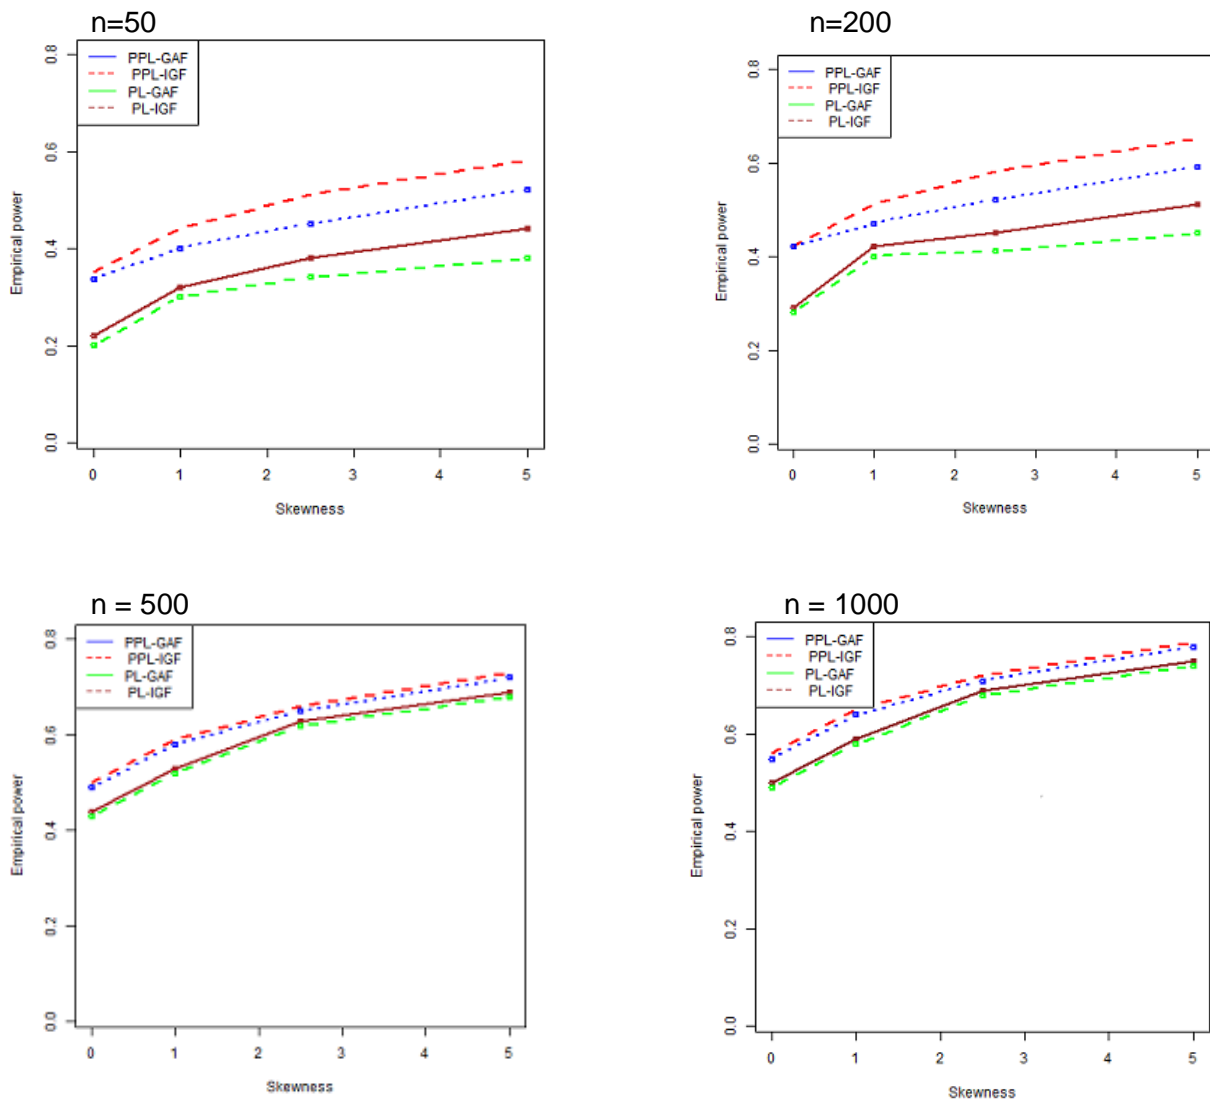 n=50
PPL-GAF
PPL-IGF
PL-GAF
PL-IGF
Empirical power
0.0
0.2
0.4
0.6
0.8
0 1 2 3 4 5
Skewness
n=200
PPL-GAF
PPL-IGF
PL-GAF
PL-IGF
Empirical power
0.0
0.2
0.4
0.6
0.8
0 1 2 3 4 5
Skewness
n = 500
PPL-GAF
PPL-IGF
PL-GAF
PL-IGF
Empirical power
0.0
0.2
0.4
0.6
0.8
0 1 2 3 4 5
Skewness
n = 1000
PPL-GAF
PPL-IGF
PL-GAF
PL-IGF
Empirical power
0.0
0.2
0.4
0.6
0.8
0 1 2 3 4 5
Skewness